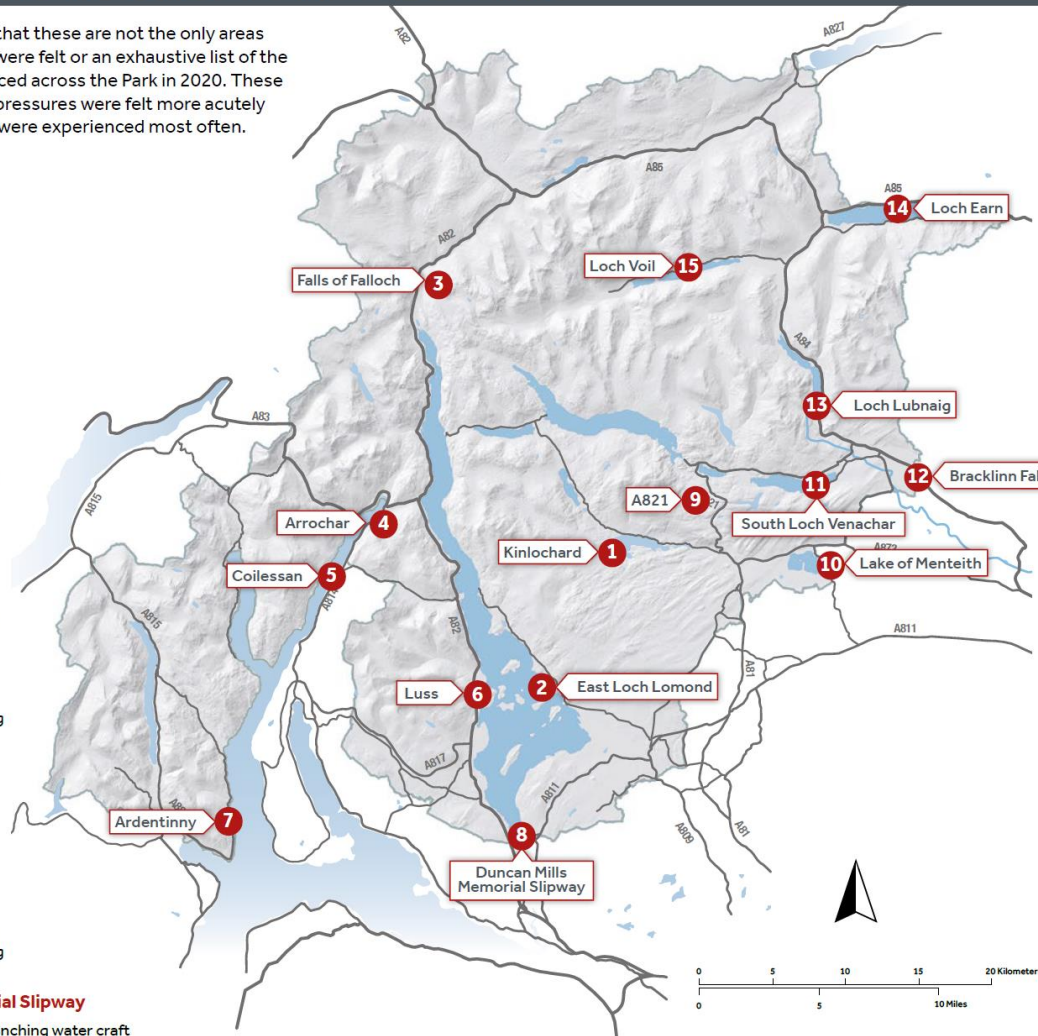 that these are not the only areas
were felt or an exhaustive list of the
ced across the Park in 2020. These
pressures were felt more acutely
were experienced most often.
A82
A827
A85
A85
14 Loch Earn
A82
Loch Voil 15
Falls of Falloch 3
A84
13 Loch Lubnaig
A83
A815
12 Bracklinn Fal
11
South Loch Venachar
A821 9
Arrochar 4
Kinlochard 1
10 Lake of Menteith
Coilessan 5
A814
A815
A82
A811
A81
Luss 6
2 East Loch Lomond
g
A817
A811
Ardentinny 7
8
Duncan Mills
Memorial Slipway
A809
A81
g
ial Slipway
nching water craft
0 5 10 15 20 Kilometer
0 5 10 Miles